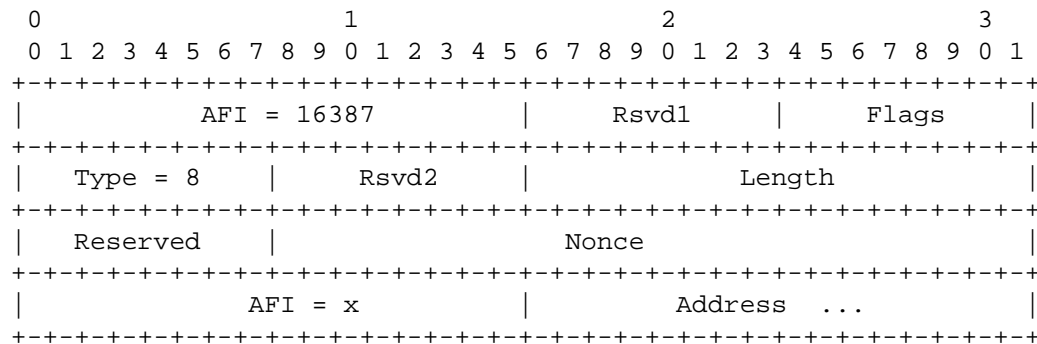 0                   1                   2                   3
 0 1 2 3 4 5 6 7 8 9 0 1 2 3 4 5 6 7 8 9 0 1 2 3 4 5 6 7 8 9 0 1
+-+-+-+-+-+-+-+-+-+-+-+-+-+-+-+-+-+-+-+-+-+-+-+-+-+-+-+-+-+-+-+-+
|           AFI = 16387         |     Rsvd1     |     Flags     |
+-+-+-+-+-+-+-+-+-+-+-+-+-+-+-+-+-+-+-+-+-+-+-+-+-+-+-+-+-+-+-+-+
|   Type = 8    |     Rsvd2     |             Length            |
+-+-+-+-+-+-+-+-+-+-+-+-+-+-+-+-+-+-+-+-+-+-+-+-+-+-+-+-+-+-+-+-+
|   Reserved    |                  Nonce                        |
+-+-+-+-+-+-+-+-+-+-+-+-+-+-+-+-+-+-+-+-+-+-+-+-+-+-+-+-+-+-+-+-+
|              AFI = x          |         Address  ...          |
+-+-+-+-+-+-+-+-+-+-+-+-+-+-+-+-+-+-+-+-+-+-+-+-+-+-+-+-+-+-+-+-+